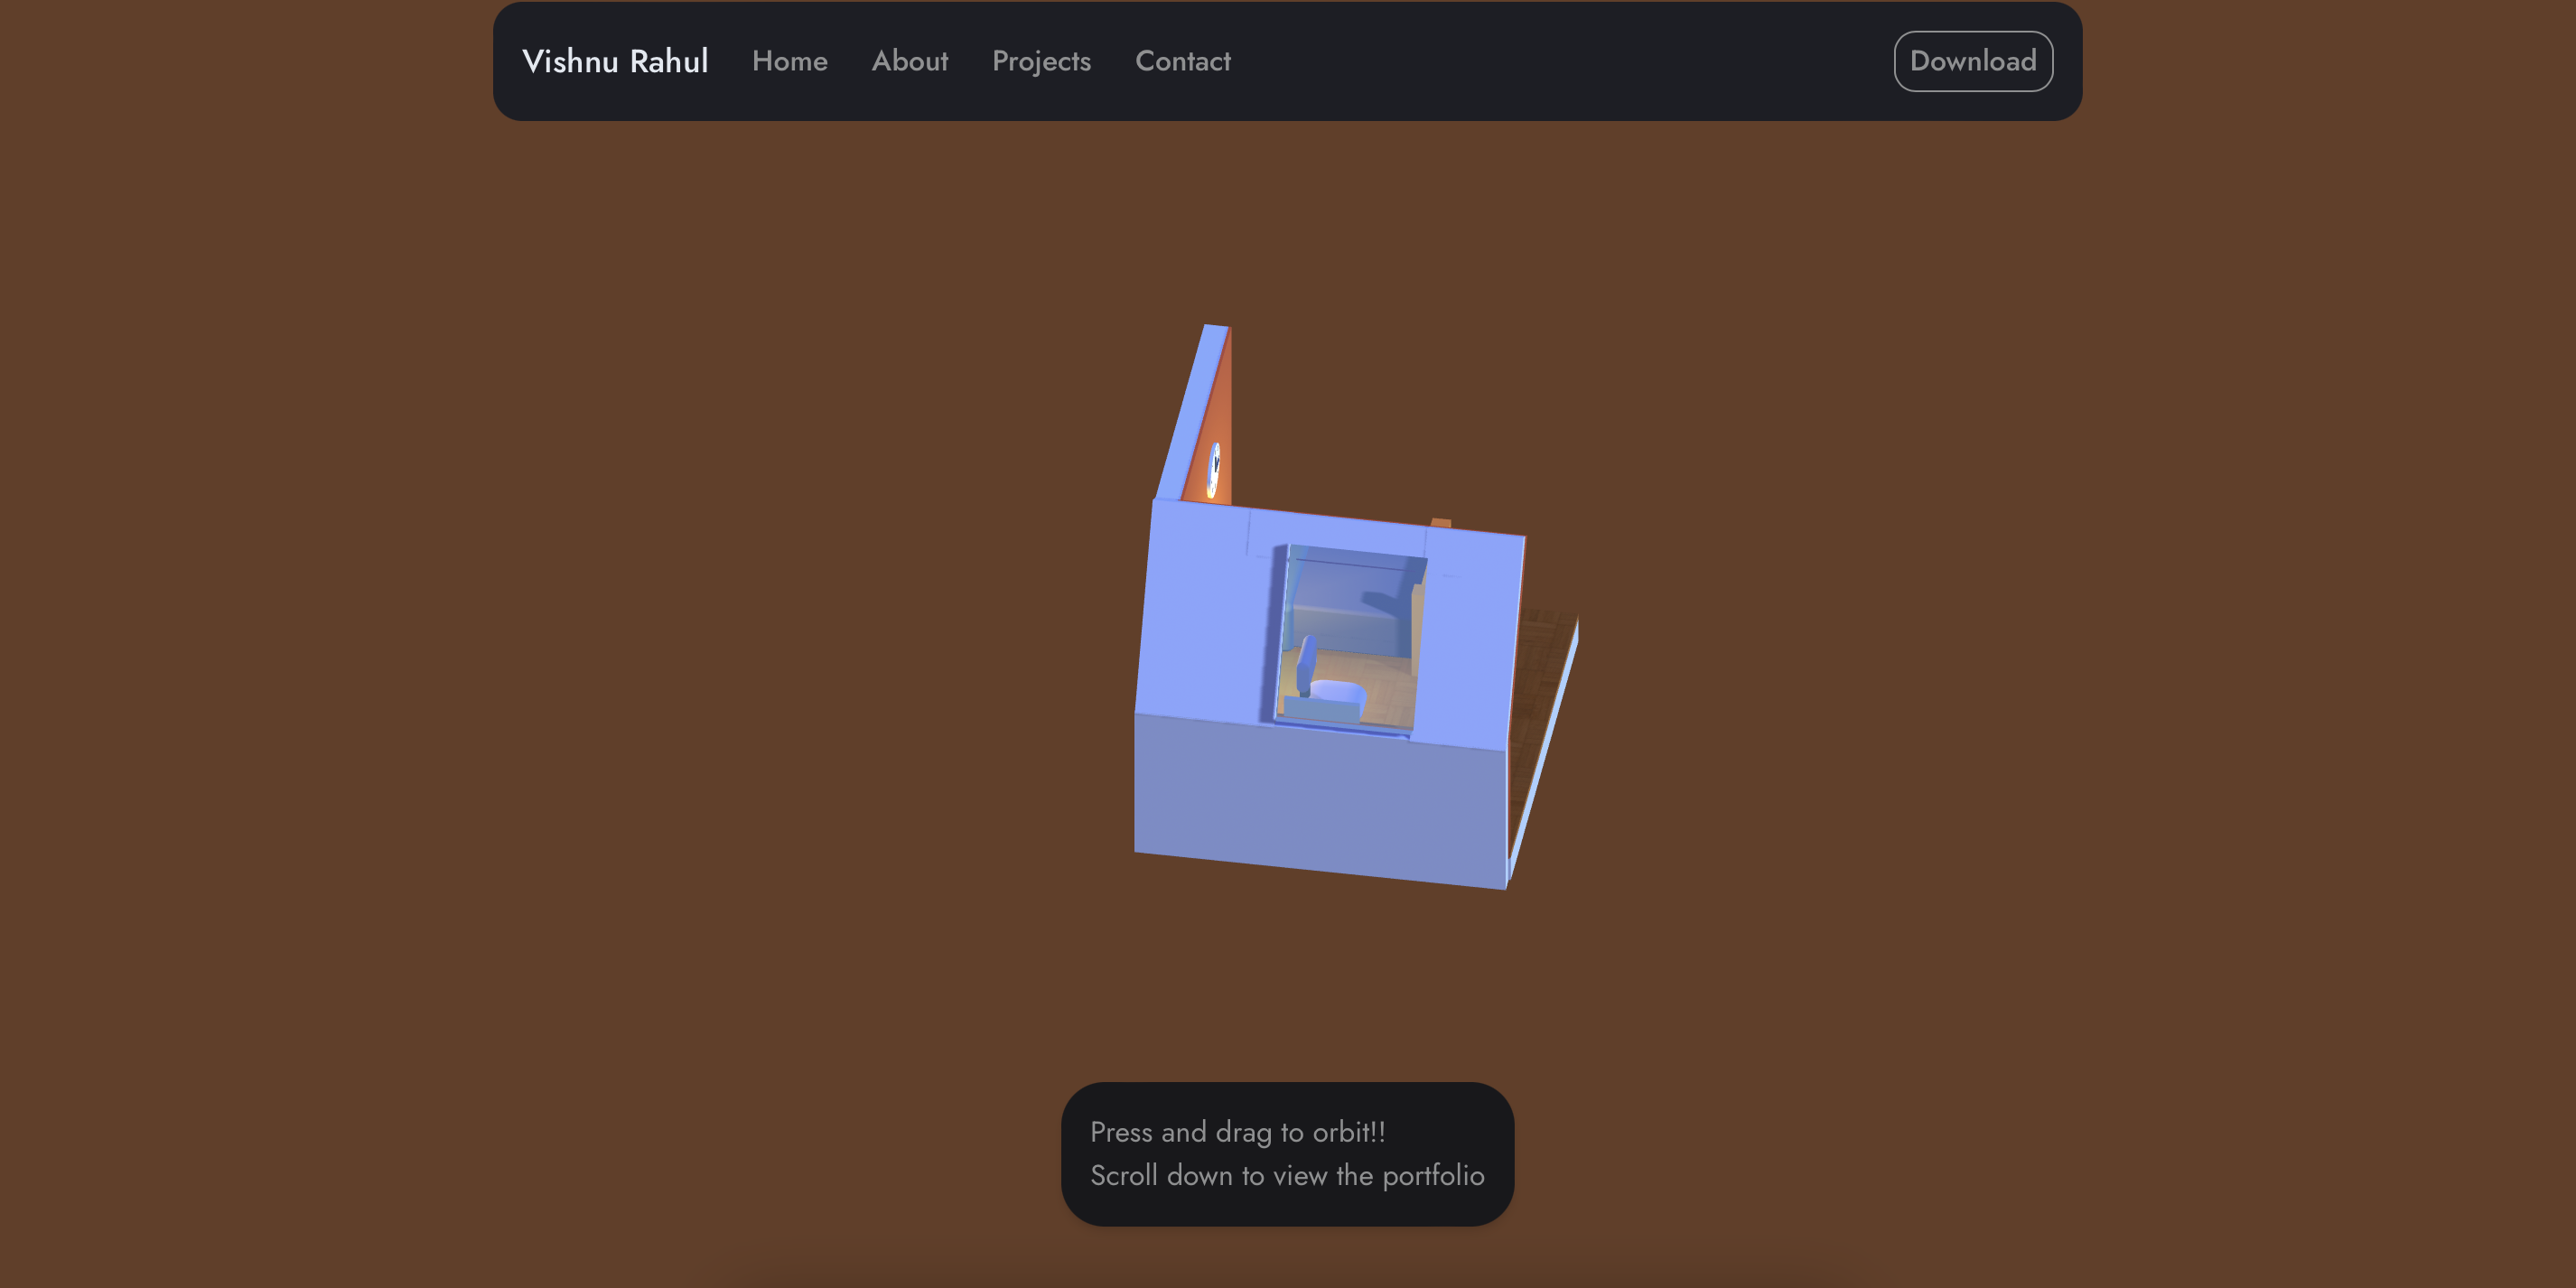 Vishnu Rahul Home About Projects Contact Download
Press and drag to orbit!!
Scroll down to view the portfolio